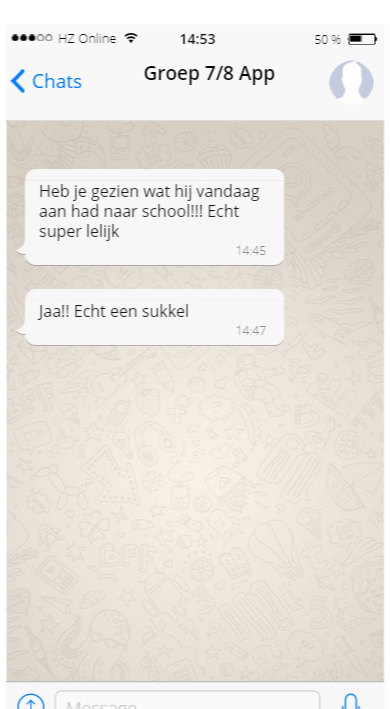 HZ Online 14:53 50 %
Chats Groep 7/8 App
Heb je gezien wat hij vandaag
aan had naar school!!! Echt
super lelijk
14:45
Jaa!! Echt een sukkel
14:47
BFF
Message